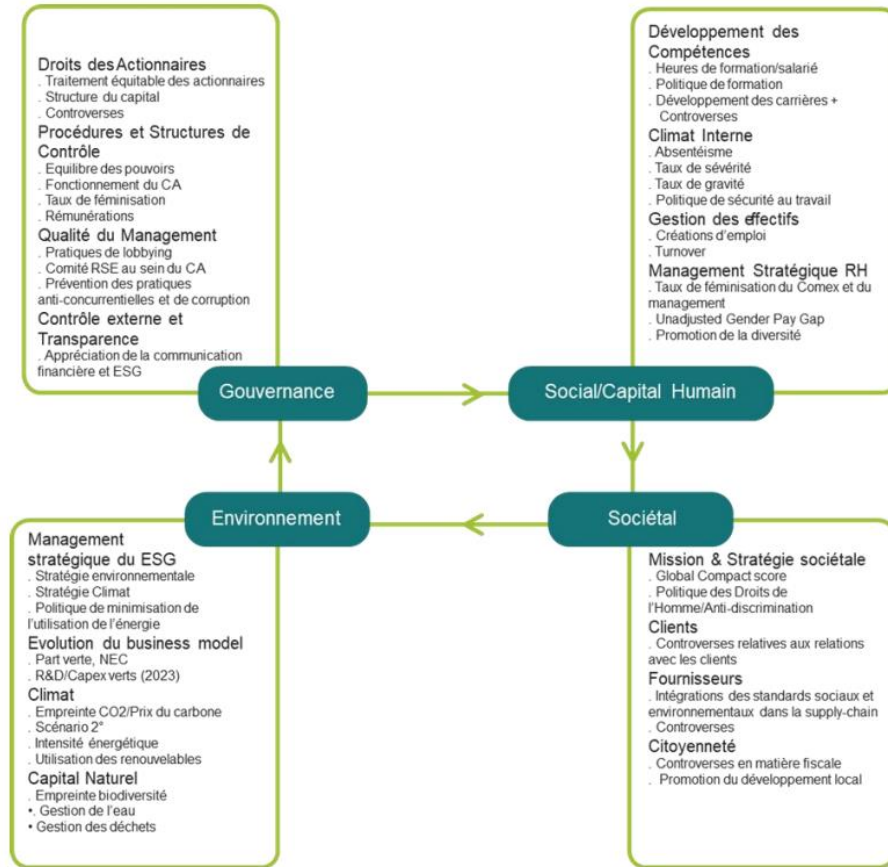 Droits des Actionnaires
. Traitement équitable des actionnaires
. Structure du capital
. Controverses
Procédures et Structures de
Contrôle
. Equilibre des pouvoirs
. Fonctionnement du CA
. Taux de féminisation
. Rémunérations
Qualité du Management
. Pratiques de lobbying
. Comité RSE au sein du CA
. Prévention des pratiques
anti-concurrentielles et de corruption
Contrôle externe et
Transparence
. Appréciation de la communication
financière et ESG
Gouvernance
Développement des
Compétences
. Heures de formation/salarié
. Politique de formation
. Développement des carrières +
Controverses
Climat Interne
. Absentéisme
. Taux de sévérité
. Taux de gravité
. Politique de sécurité au travail
Gestion des effectifs
. Créations d'emploi
. Turnover
Management Stratégique RH
. Taux de féminisation du Comex et du
management
. Unadjusted Gender Pay Gap
. Promotion de la diversité
Social/Capital Humain
Environnement
Management
stratégique du ESG
. Stratégie environnementale
. Stratégie Climat
. Politique de minimisation de
l'utilisation de l'énergie
Evolution du business model
. Part verte, NEC
. R&D/Capex verts (2023)
Climat
. Empreinte CO2/Prix du carbone
. Scénario 2°
. Intensité énergétique
. Utilisation des renouvelables
Capital Naturel
. Empreinte biodiversité
•. Gestion de l'eau
• Gestion des déchets
Sociétal
Mission & Stratégie sociétale
. Global Compact score
. Politique des Droits de
l'Homme/Anti-discrimination
Clients
. Controverses relatives aux relations
avec les clients
Fournisseurs
. Intégrations des standards sociaux et
environnementaux dans la supply-chain
. Controverses
Citoyenneté
. Controverses en matière fiscale
. Promotion du développement local